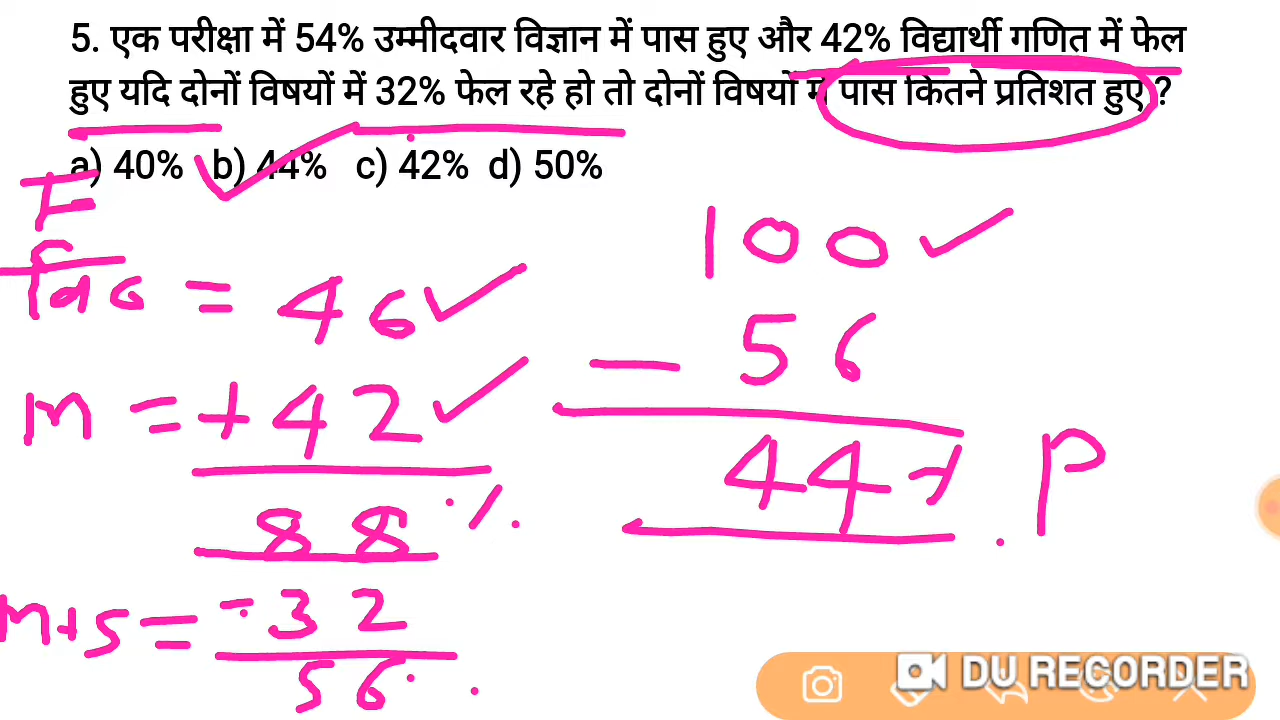 5. एक परीक्षा में 54% उम्मीदवार विज्ञान में पास हुए और 42% विद्यार्थी गणित में फेल
हुए यदि दोनों विषयों में 32% फेल रहे हो तो दोनों विषयों में पास कितने प्रतिशत हुए ?
a) 40% b) 44% c) 42% d) 50%
F
100
वि0 = 46
- 56
m = + 42
44% P
88 %
m+s = - 32
56
DU RECORDER